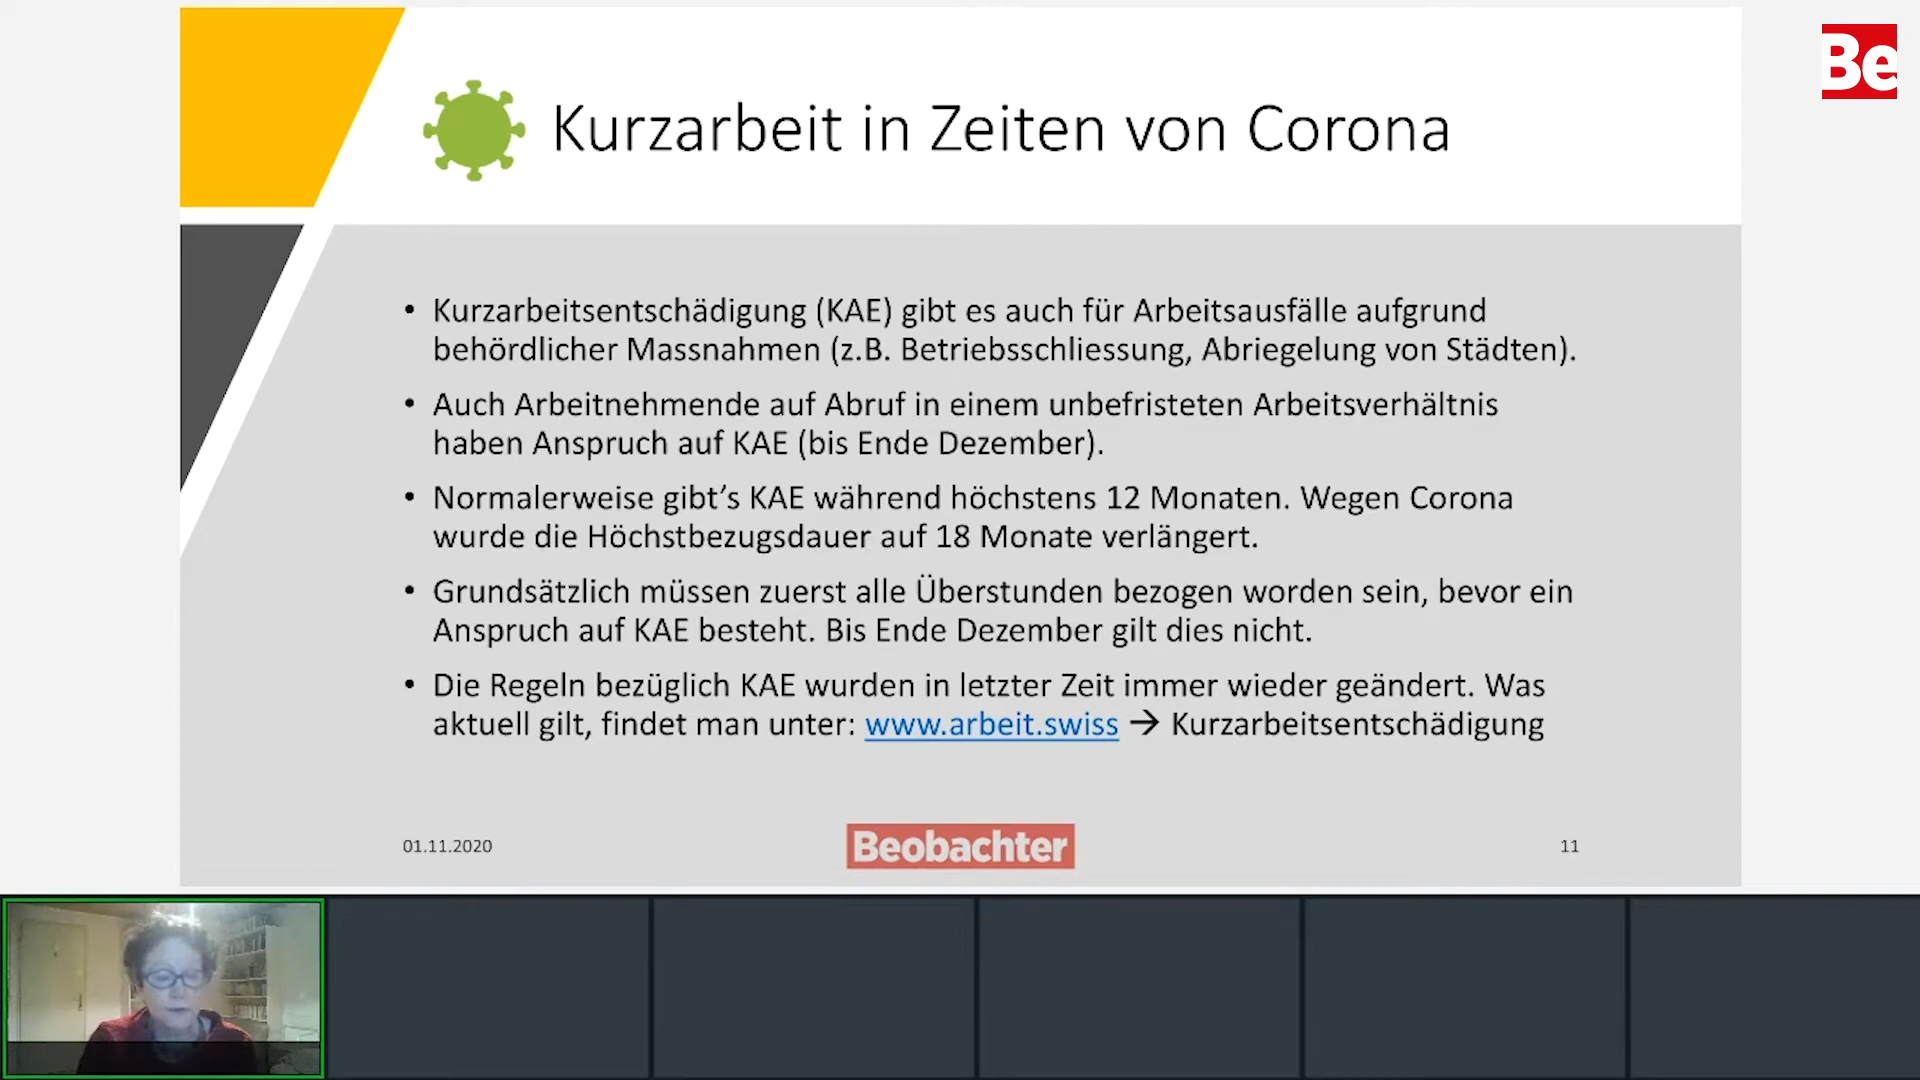 Be
Kurzarbeit in Zeiten von Corona
• Kurzarbeitsentschädigung (KAE) gibt es auch für Arbeitsausfälle aufgrund
behördlicher Massnahmen (z.B. Betriebsschliessung, Abriegelung von Städten).
• Auch Arbeitnehmende auf Abruf in einem unbefristeten Arbeitsverhältnis
haben Anspruch auf KAE (bis Ende Dezember).
• Normalerweise gibt’s KAE während höchstens 12 Monaten. Wegen Corona
wurde die Höchstbezugsdauer auf 18 Monate verlängert.
• Grundsätzlich müssen zuerst alle Überstunden bezogen worden sein, bevor ein
Anspruch auf KAE besteht. Bis Ende Dezember gilt dies nicht.
• Die Regeln bezüglich KAE wurden in letzter Zeit immer wieder geändert. Was
aktuell gilt, findet man unter: www.arbeit.swiss → Kurzarbeitsentschädigung
01.11.2020
Beobachter
11